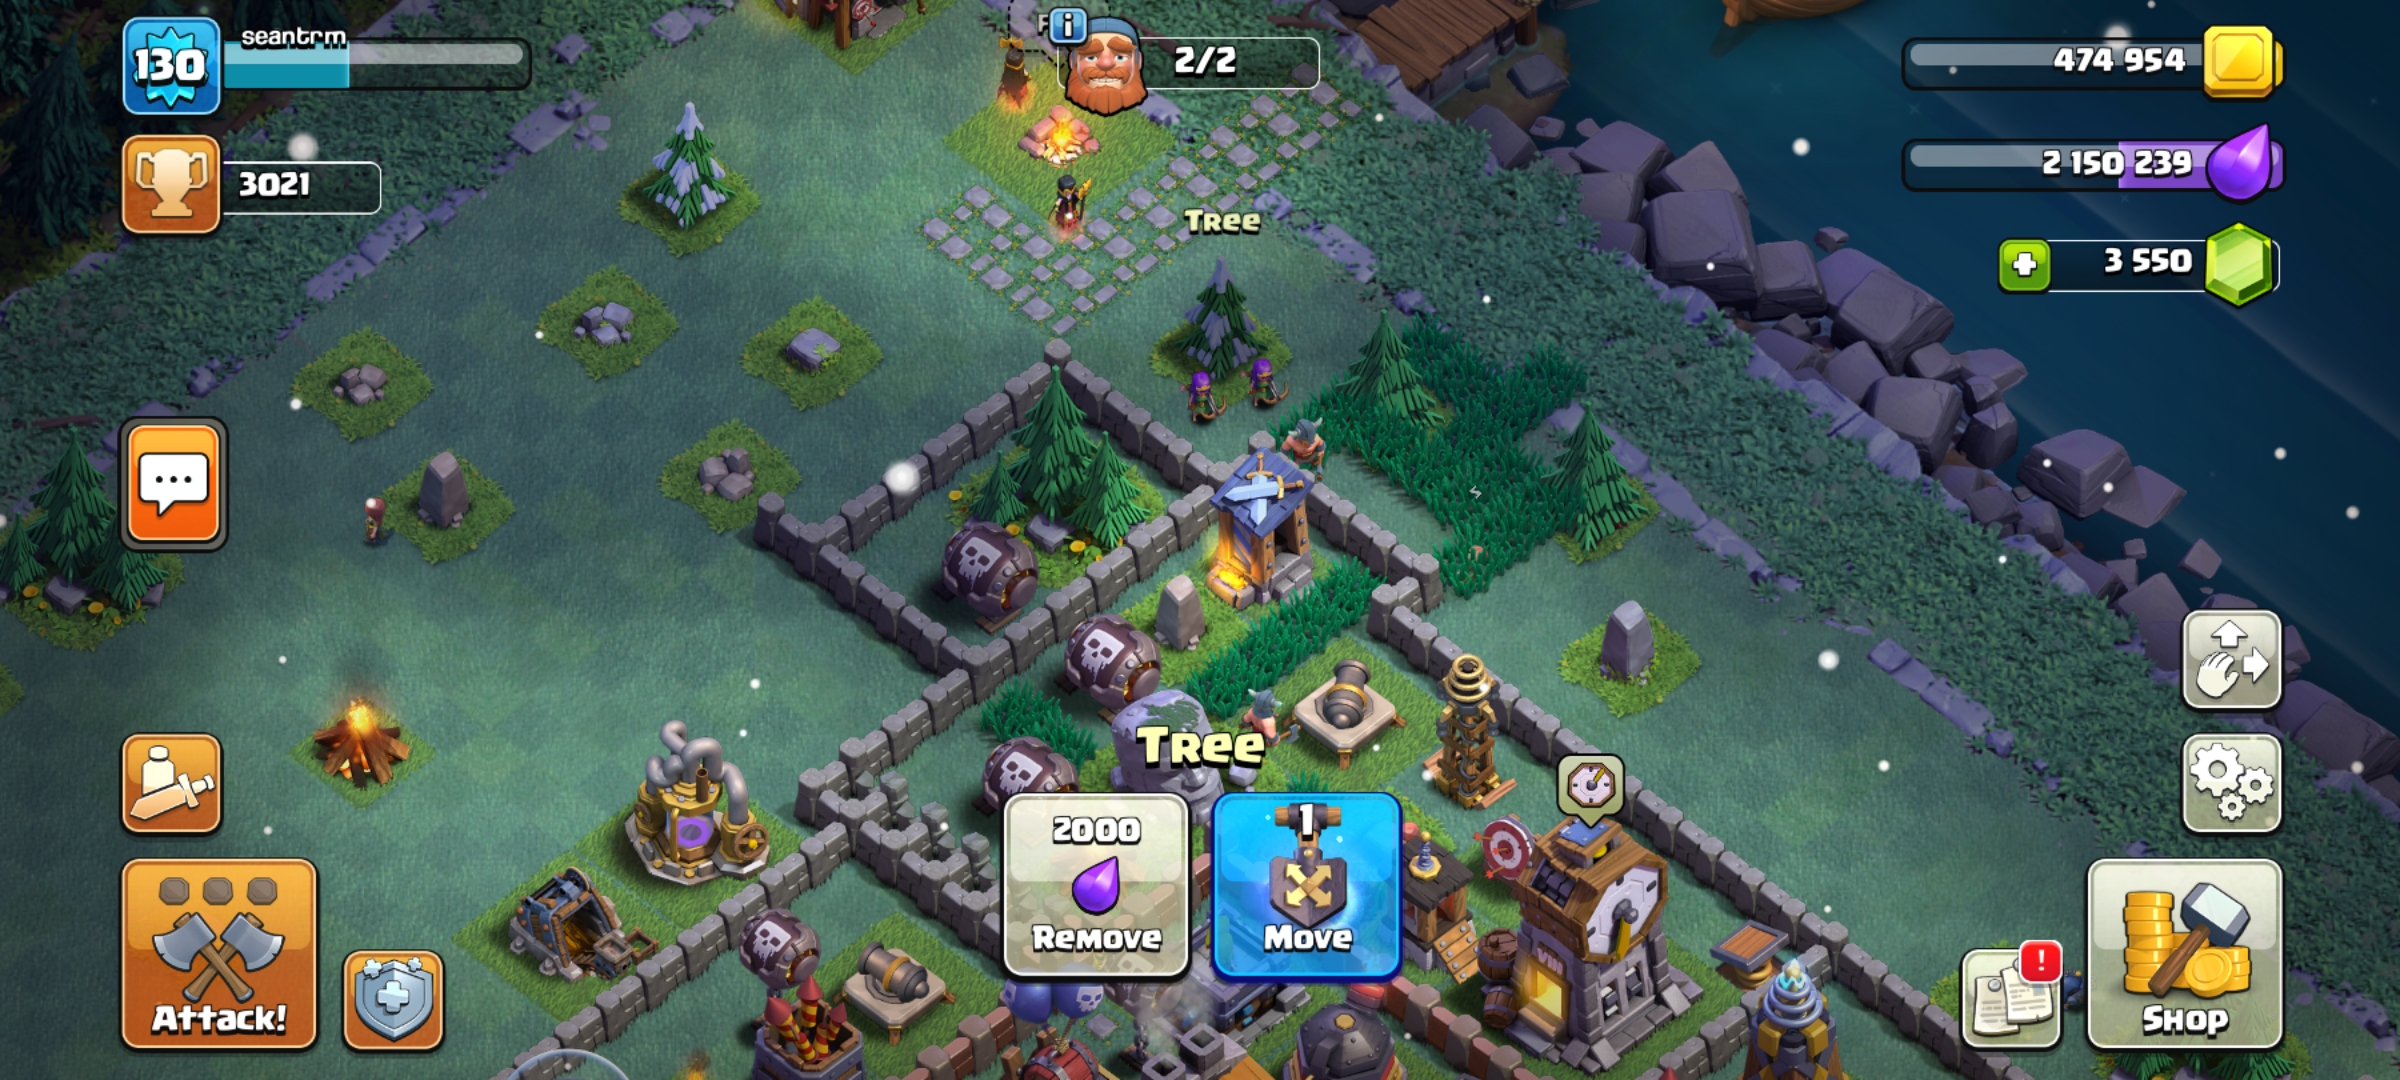 130
seantrm
3021
i
2/2
474 954
2 150 239
3 550
Tree
Tree
2000
Remove
1
Move
Attack!
VIII
!
Shop